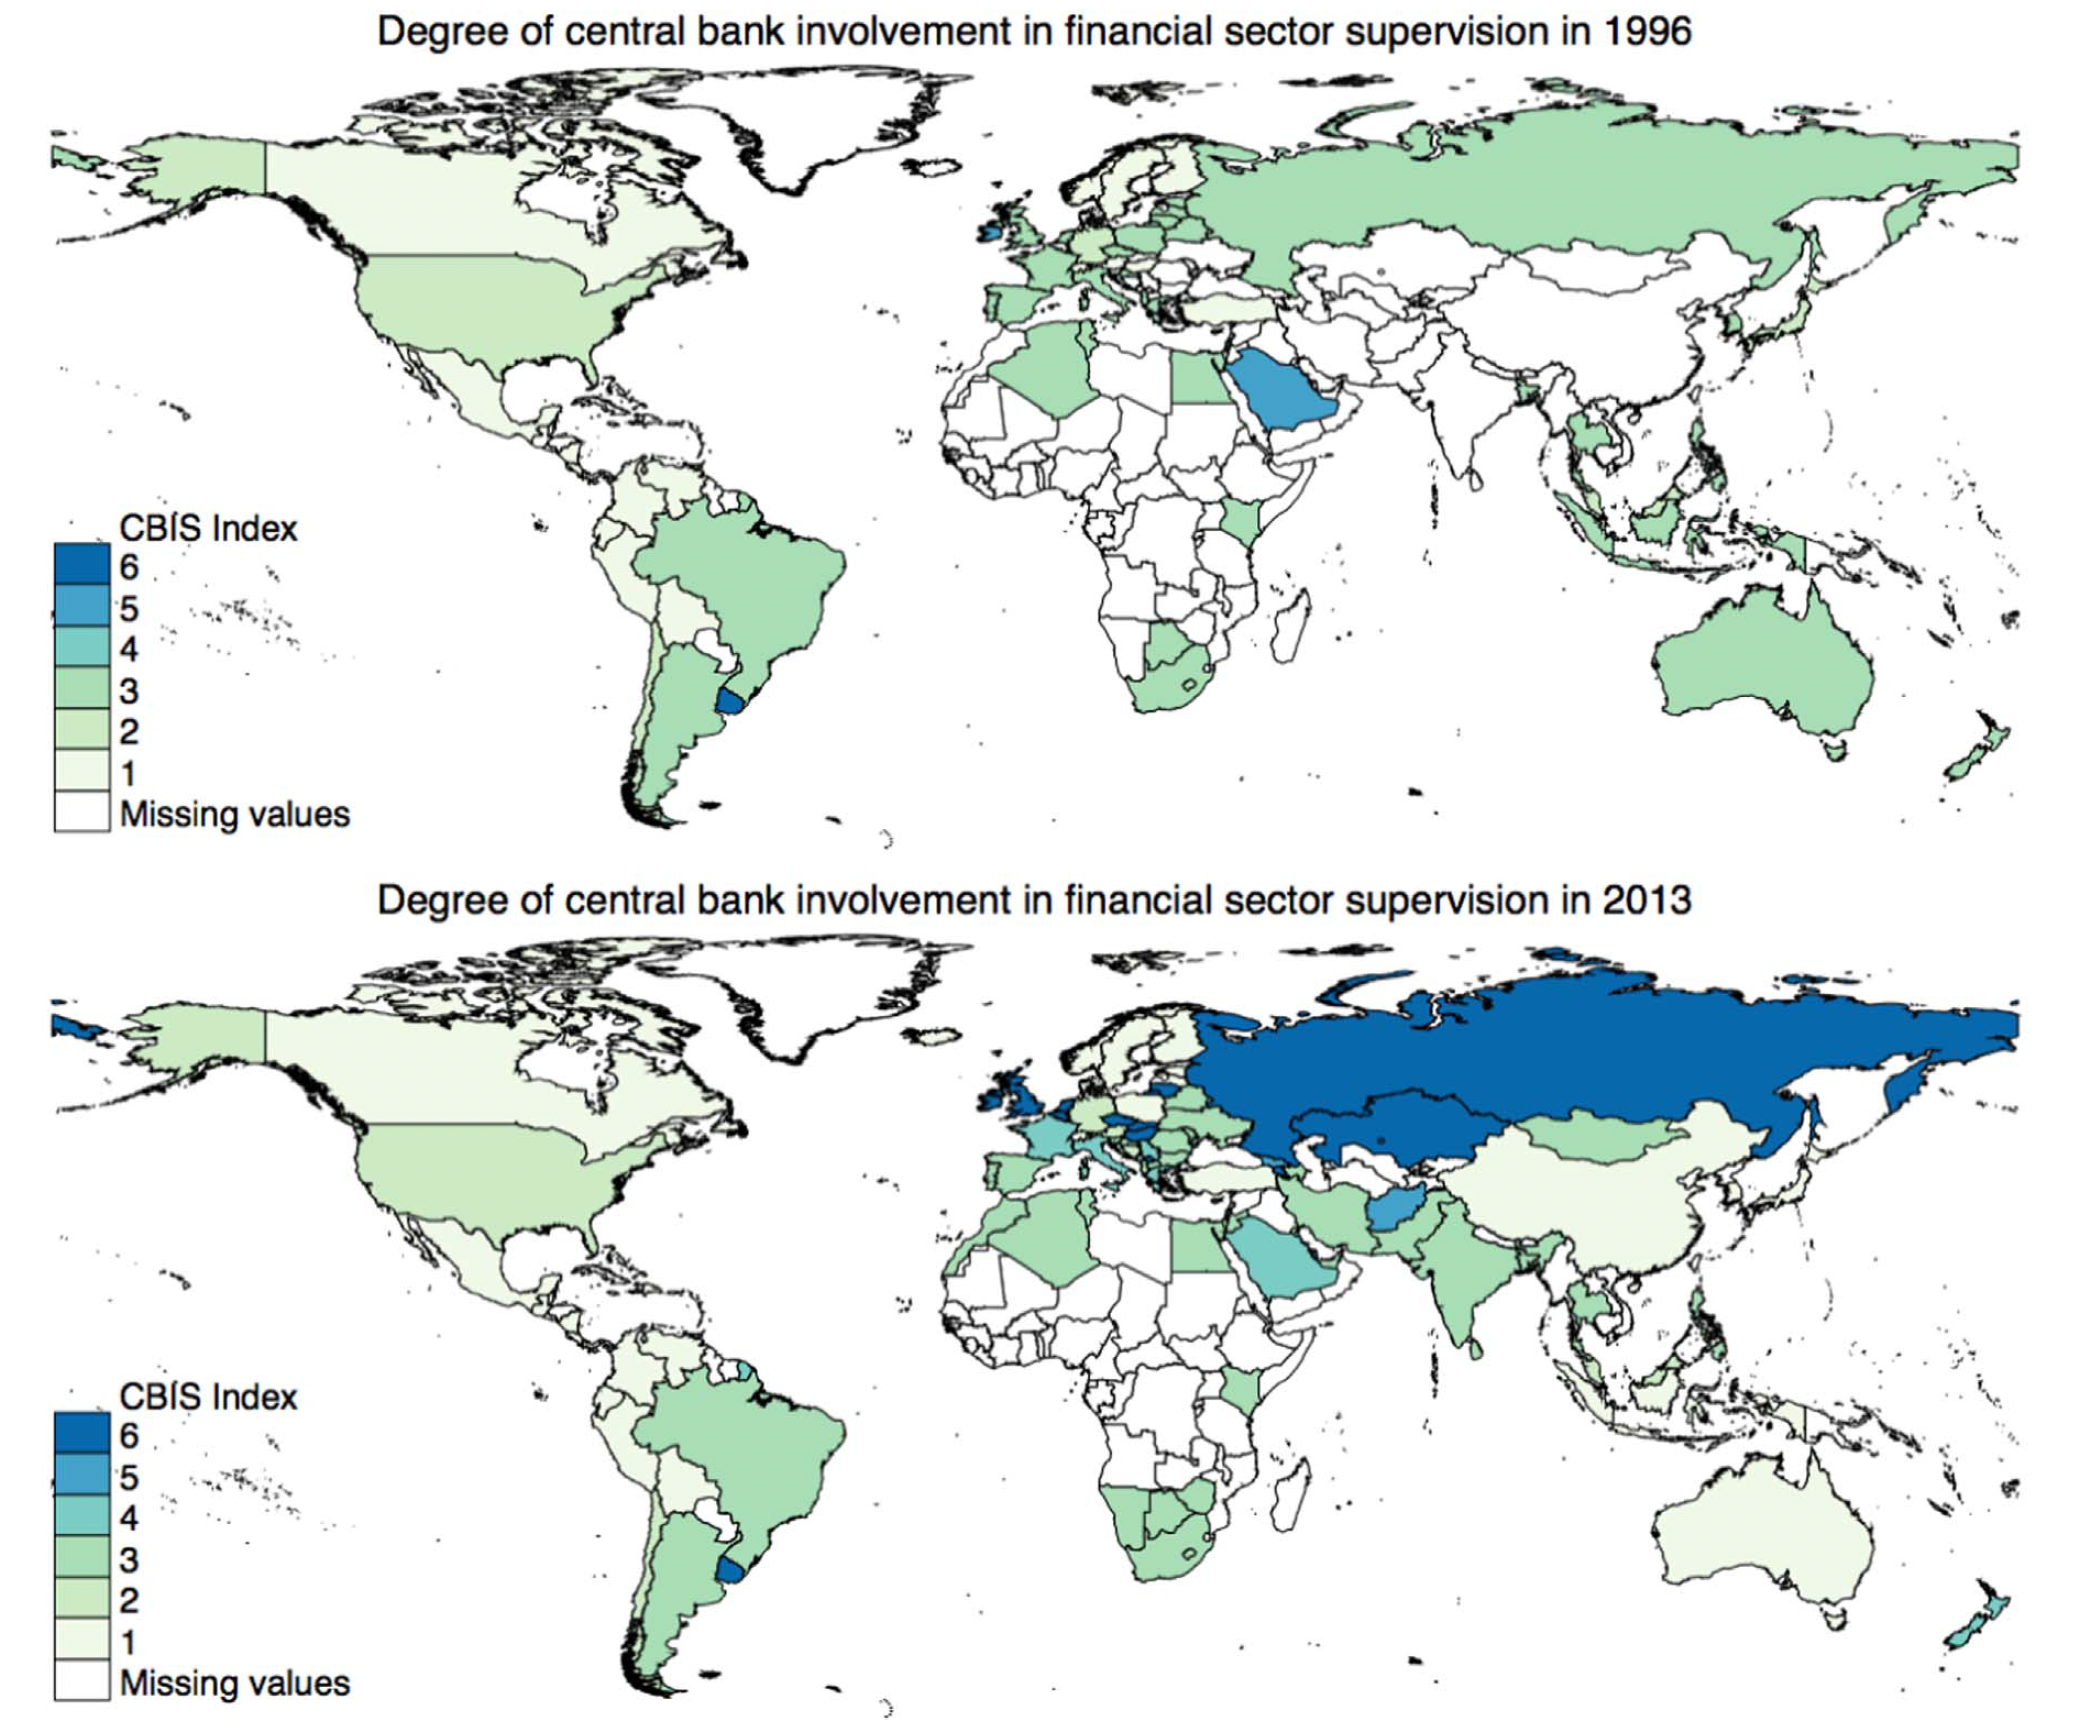 Degree of central bank involvement in financial sector supervision in 1996
CBIS Index
6
5
4
3
2
1
Missing values
Degree of central bank involvement in financial sector supervision in 2013
CBIS Index
6
5
4
3
2
1
Missing values